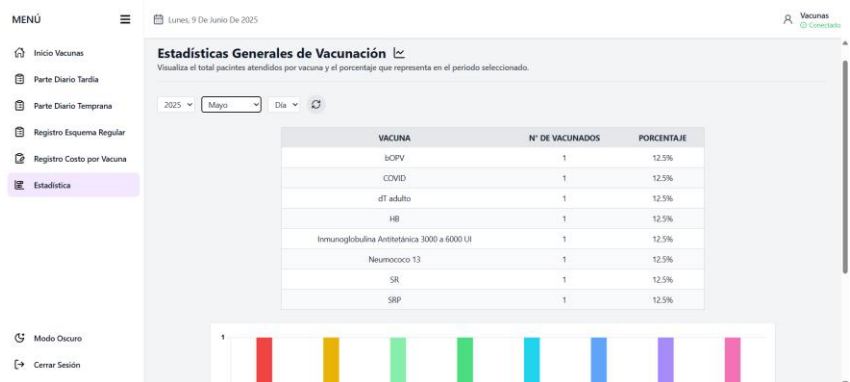 MENÚ
Lunes, 9 De Junio De 2025
Vacunas
Conectado
Inicio Vacunas
Parte Diario Tardia
Parte Diario Temprana
Registro Esquema Regular
Registro Costo por Vacuna
Estadística
Modo Oscuro
Cerrar Sesión
Estadísticas Generales de Vacunación
Visualiza el total pacintes atendidos por vacuna y el porcentaje que representa en el periodo seleccionado.
2025 Mayo Día
VACUNA N° DE VACUNADOS PORCENTAJE
bOPV 1 12.5%
COVID 1 12.5%
dT adulto 1 12.5%
HB 1 12.5%
Inmunoglobulina Antitetánica 3000 a 6000 UI 1 12.5%
Neumococo 13 1 12.5%
SR 1 12.5%
SRP 1 12.5%
1